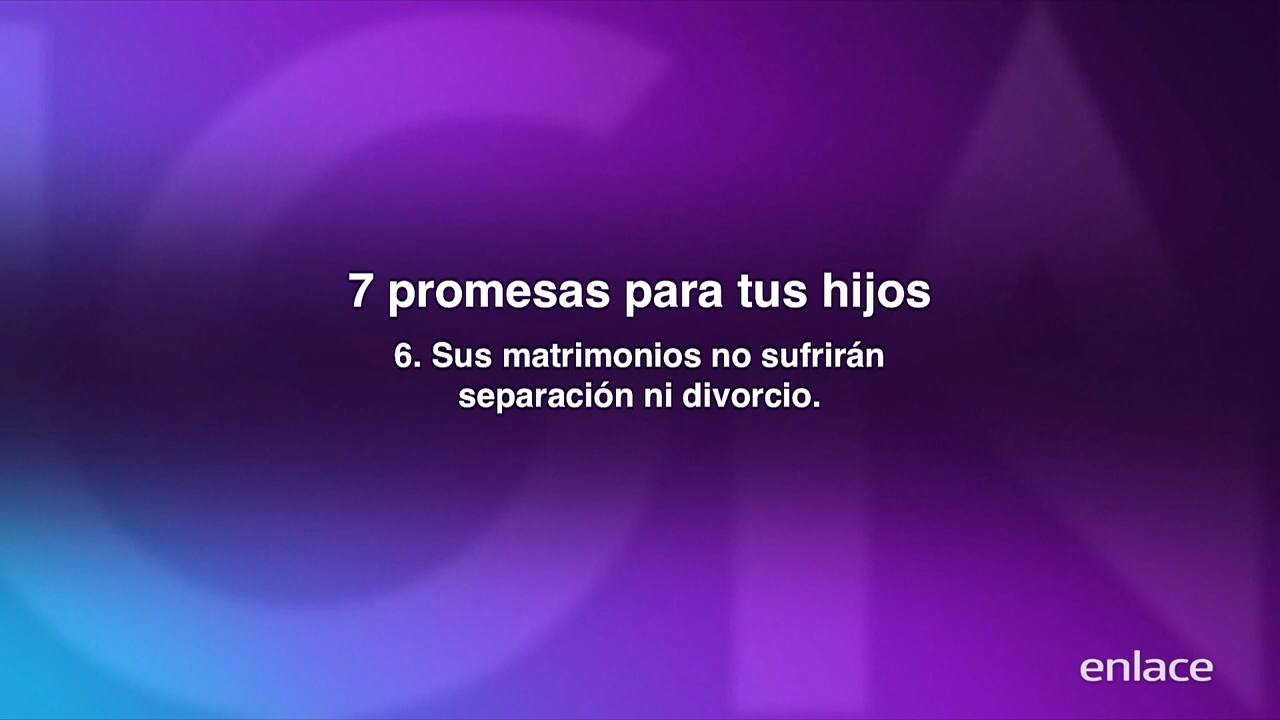 7 promesas para tus hijos
6. Sus matrimonios no sufrirán
separación ni divorcio.
enlace